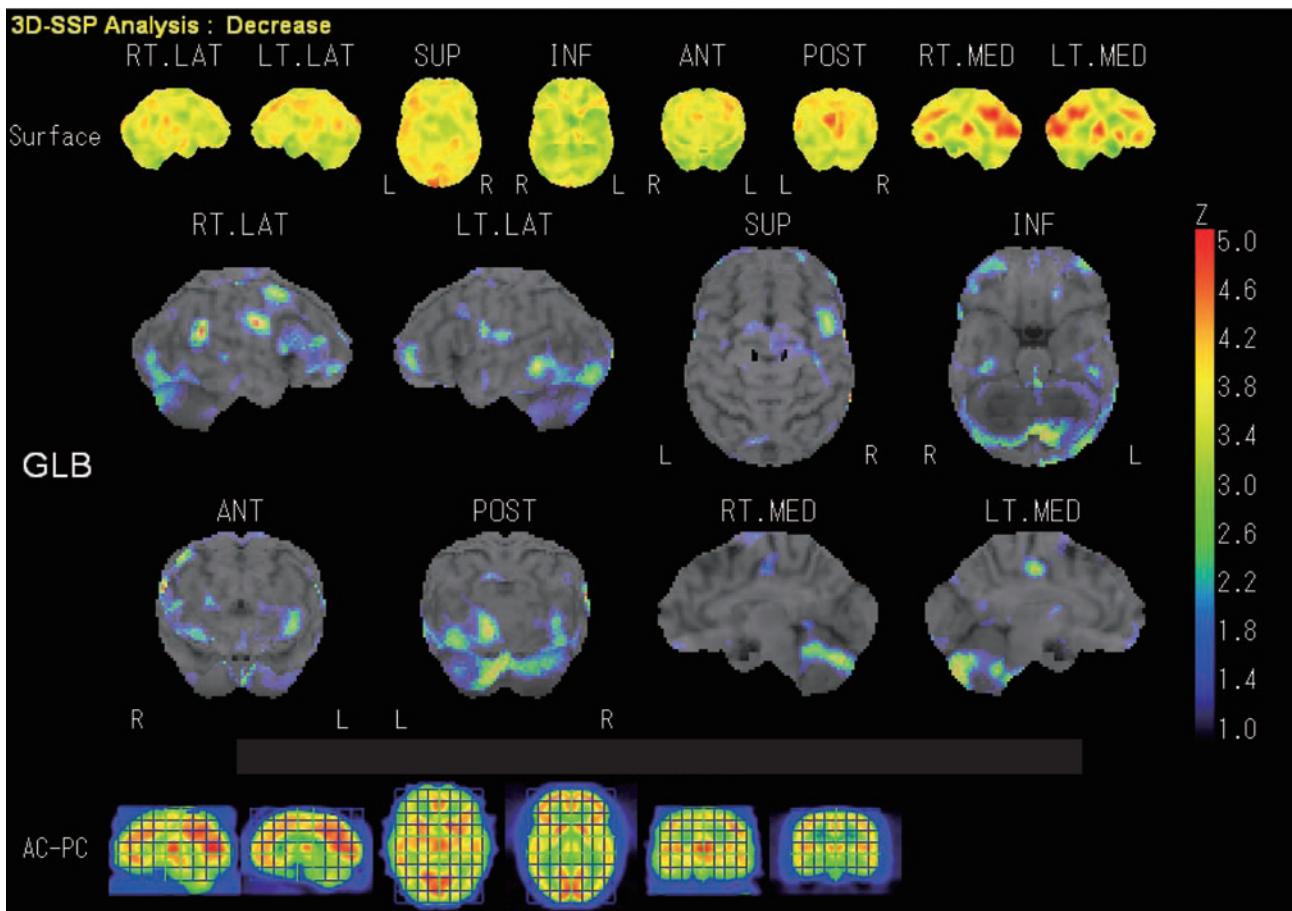 3D-SSP Analysis : Decrease
RT.LAT LT.LAT SUP INF ANT POST RT.MED LT.MED
Surface
L R R L R L L R
RT.LAT LT.LAT SUP INF
Z
5.0
4.6
4.2
3.8
3.4
3.0
2.6
2.2
1.8
1.4
1.0
L R R L
GLB
ANT POST RT.MED LT.MED
R L L R
AC-PC